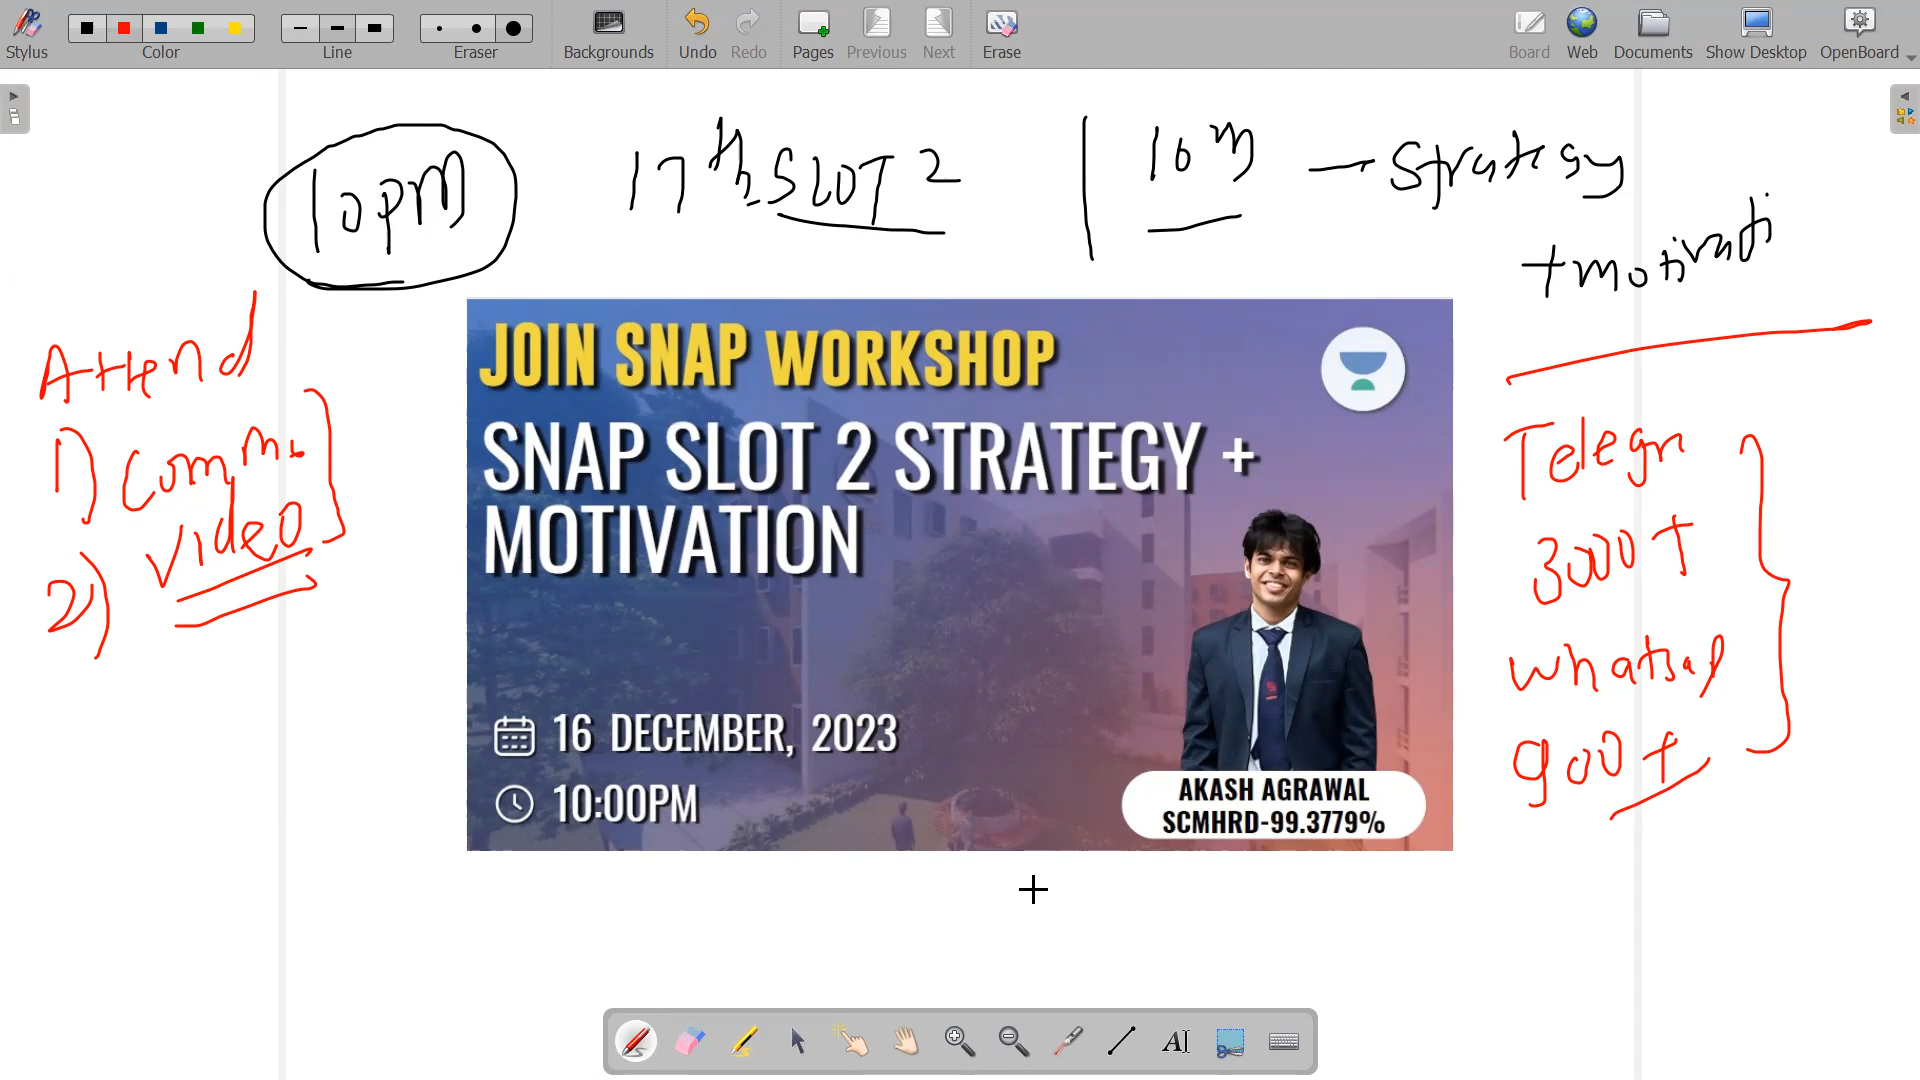 Stylus Color Line Eraser Backgrounds Undo Redo Pages Previous Next Erase Board Web Documents Show Desktop OpenBoard
10pm 17th SLOT 2 10 m – Strategy
+ motivati
Attend
1) Comm
Video
2)
JOIN SNAP WORKSHOP
SNAP SLOT 2 STRATEGY +
MOTIVATION
16 DECEMBER, 2023
10:00PM
AKASH AGRAWAL
SCMHRD-99.3779%
Telegr
3000 +
Whatsap
900 +